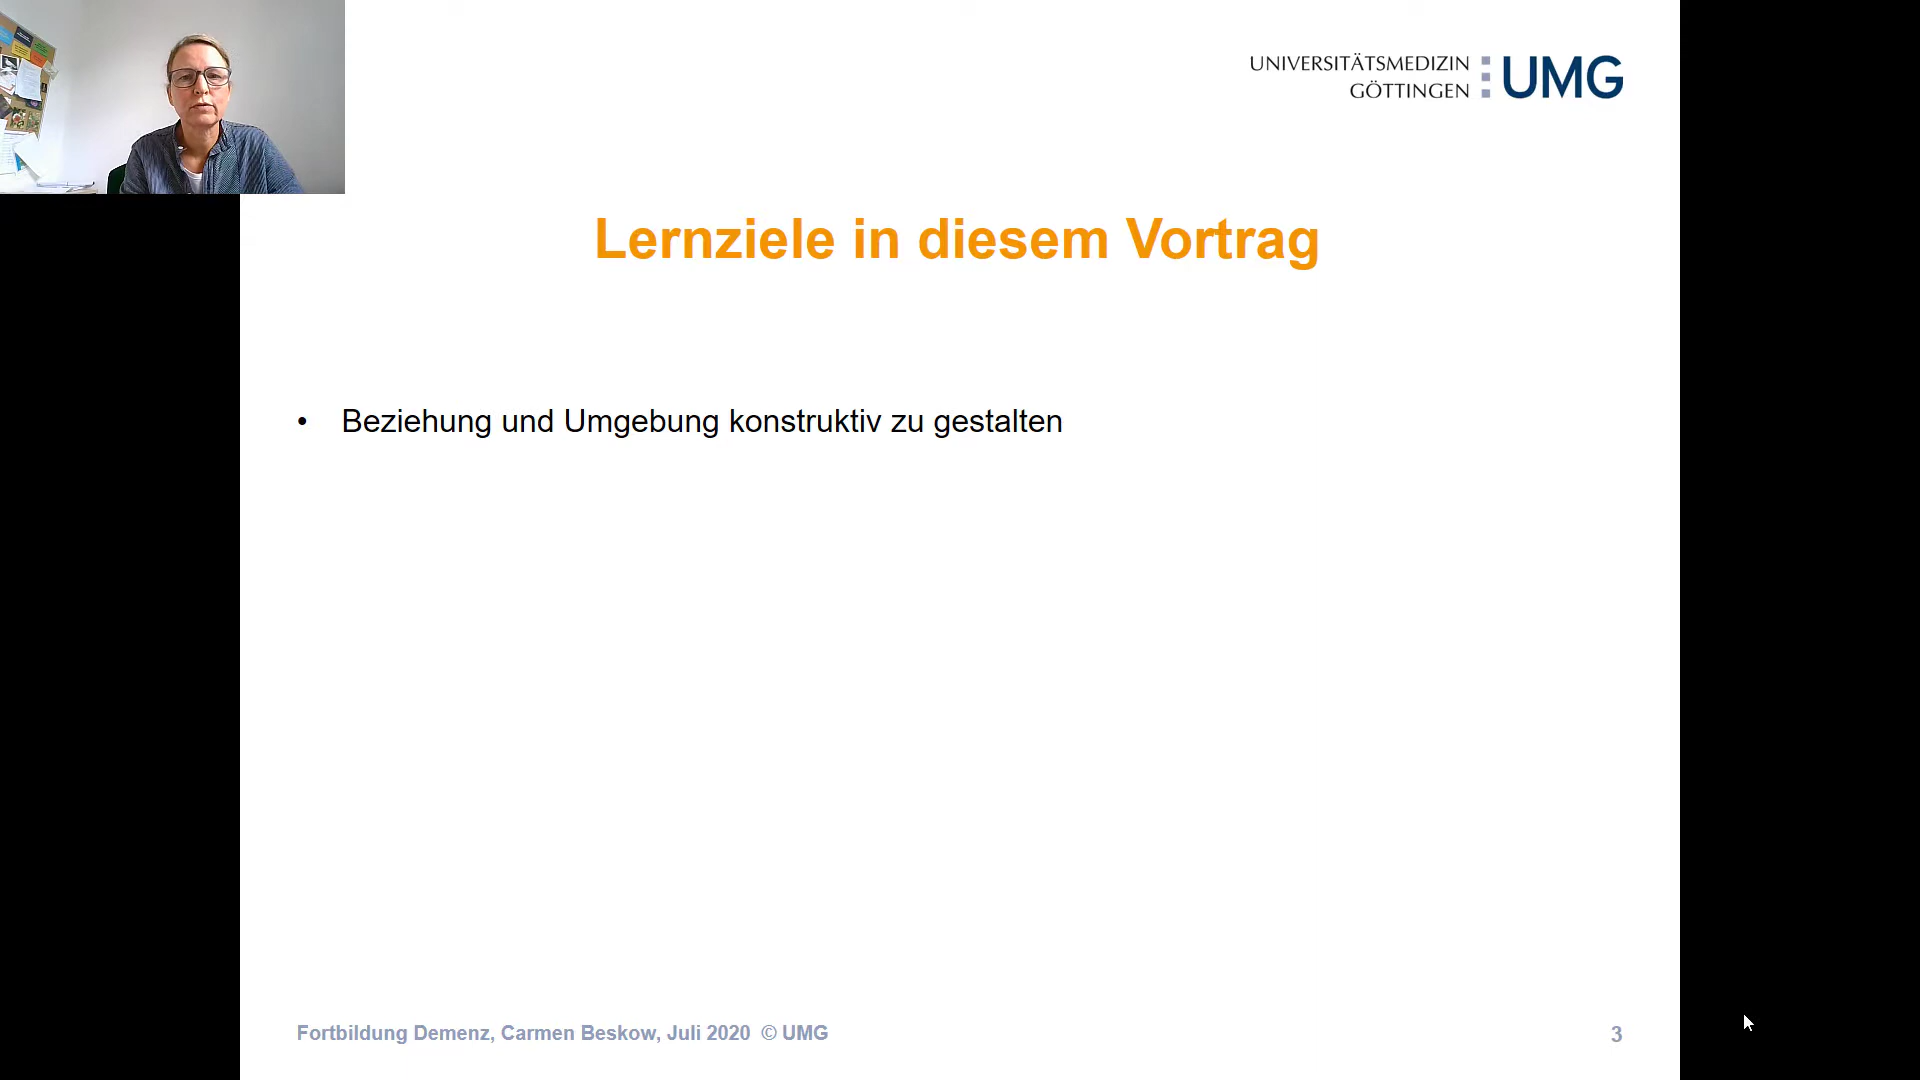 UNIVERSITÄTSMEDIZIN
GÖTTINGEN
UMG
Lernziele in diesem Vortrag
• Beziehung und Umgebung konstruktiv zu gestalten
Fortbildung Demenz, Carmen Beskow, Juli 2020 © UMG
3